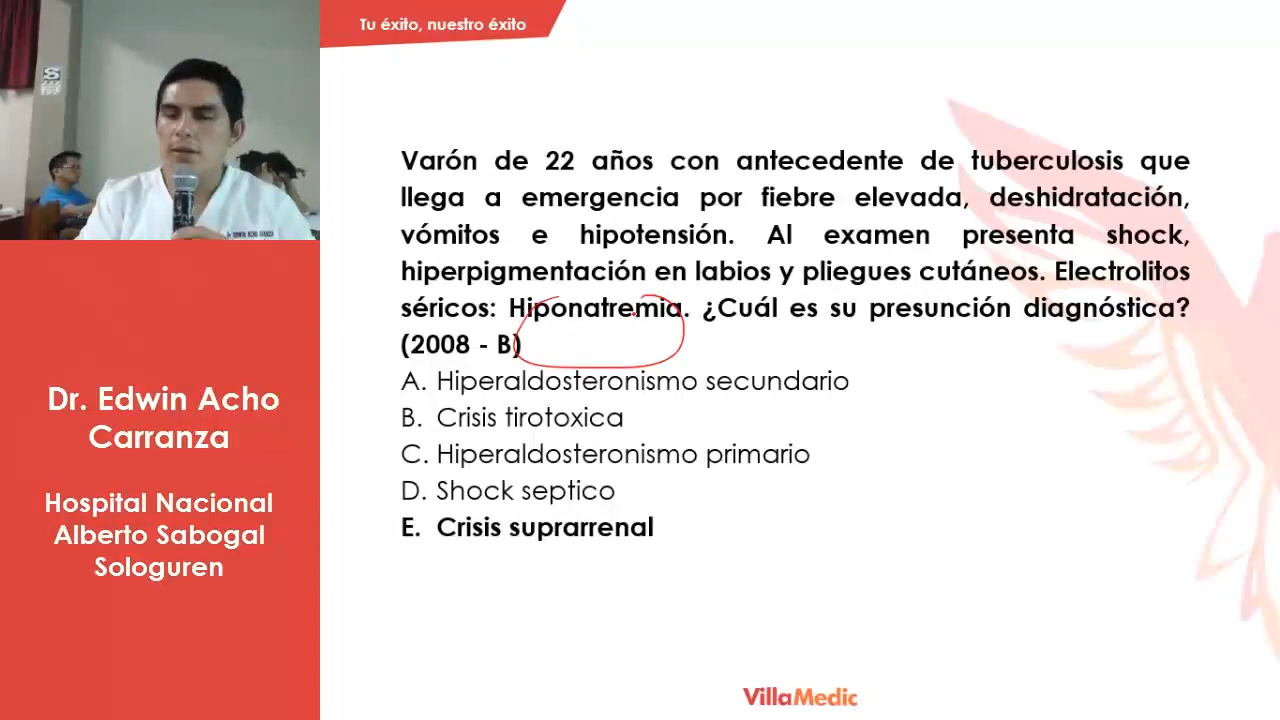 Tu éxito, nuestro éxito
Varón de 22 años con antecedente de tuberculosis que
llega a emergencia por fiebre elevada, deshidratación,
vómitos e hipotensión. Al examen presenta shock,
hiperpigmentación en labios y pliegues cutáneos. Electrolitos
séricos: Hiponatremia. ¿Cuál es su presunción diagnóstica?
(2008 - B)
A. Hiperaldosteronismo secundario
B. Crisis tirotoxica
C. Hiperaldosteronismo primario
D. Shock septico
E. Crisis suprarrenal
Dr. Edwin Acho
Carranza
Hospital Nacional
Alberto Sabogal
Sologuren
VillaMedic